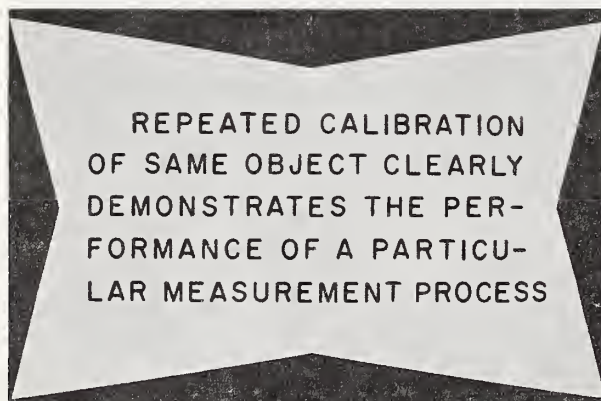 REPEATED CALIBRATION
OF SAME OBJECT CLEARLY
DEMONSTRATES THE PER-
FORMANCE OF A PARTICU-
LAR MEASUREMENT PROCESS